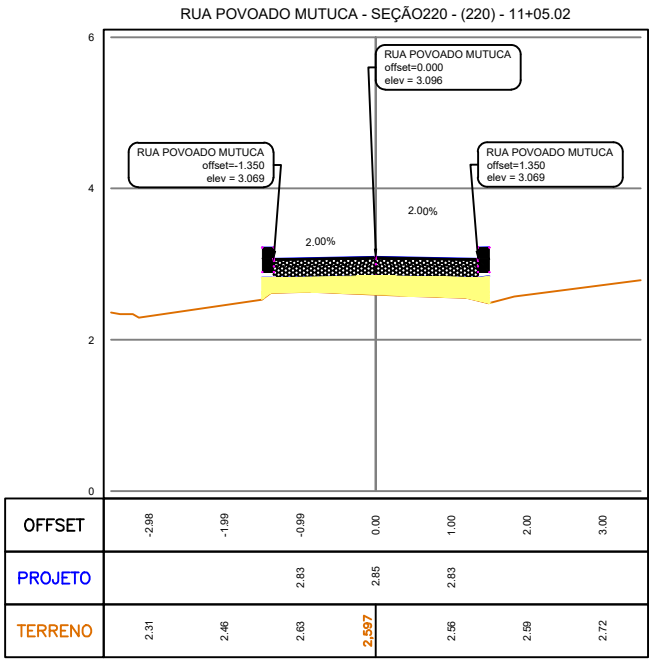 RUA POVOADO MUTUCA - SEÇÃO220 - (220) - 11+05.02
6
RUA POVOADO MUTUCA
offset=0.000
elev = 3.096
RUA POVOADO MUTUCA
offset=-1.350
elev = 3.069
RUA POVOADO MUTUCA
offset=1.350
elev = 3.069
4
2.00%
2.00%
2
0
OFFSET -2.98 -1.99 -0.99 0.00 1.00 2.00 3.00
PROJETO 2.83 2.85 2.83
TERRENO 2.31 2.46 2.63 2,597 2.56 2.59 2.72